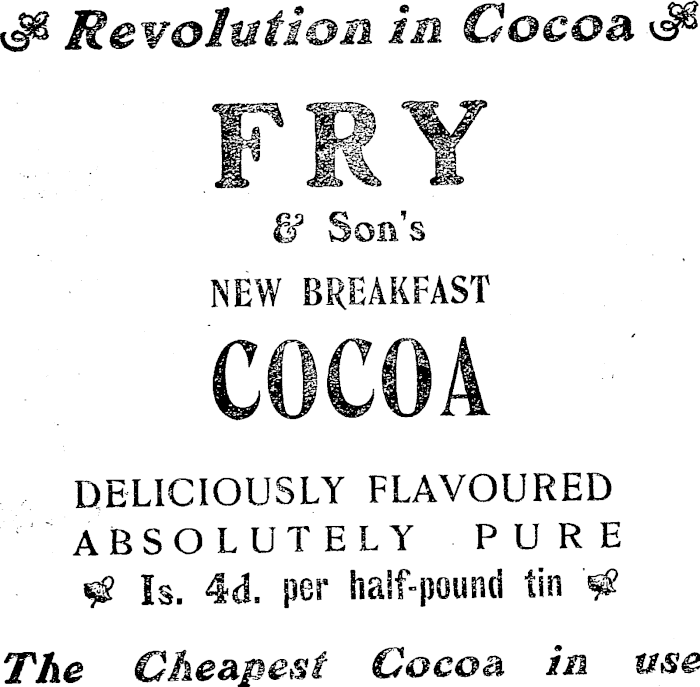 Revolution in Cocoa
FRY
& Son's
NEW BREAKFAST
COCOA
DELICIOUSLY FLAVOURED
ABSOLUTELY PURE
1s. 4d. per half-pound tin
The Cheapest Cocoa in use